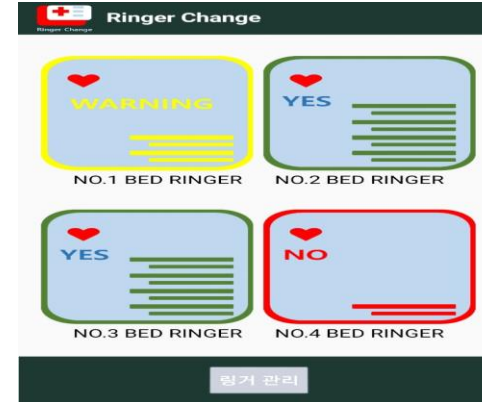 Ringer Change
Ringer Change
WARNING
YES
NO.1 BED RINGER
NO.2 BED RINGER
YES
NO
NO.3 BED RINGER
NO.4 BED RINGER
링거 관리